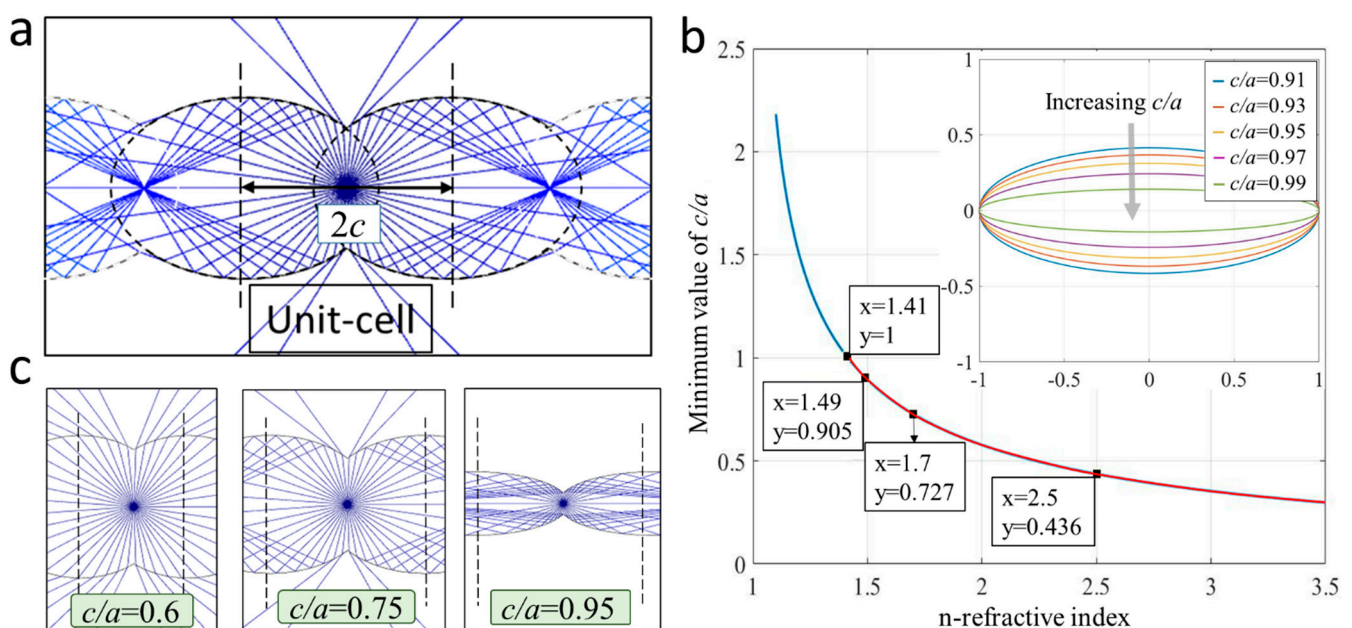 a
2c
Unit-cell
b
Minimum value of c/a
2.5
2
1.5
1
0.5
0
1
1.5
2
2.5
3
3.5
n-refractive index
x=1.41
y=1
x=1.49
y=0.905
x=1.7
y=0.727
x=2.5
y=0.436
1
0.5
0
-0.5
-1
-1
-0.5
0
0.5
1
Increasing c/a
c/a=0.91
c/a=0.93
c/a=0.95
c/a=0.97
c/a=0.99
c
c/a=0.6
c/a=0.75
c/a=0.95